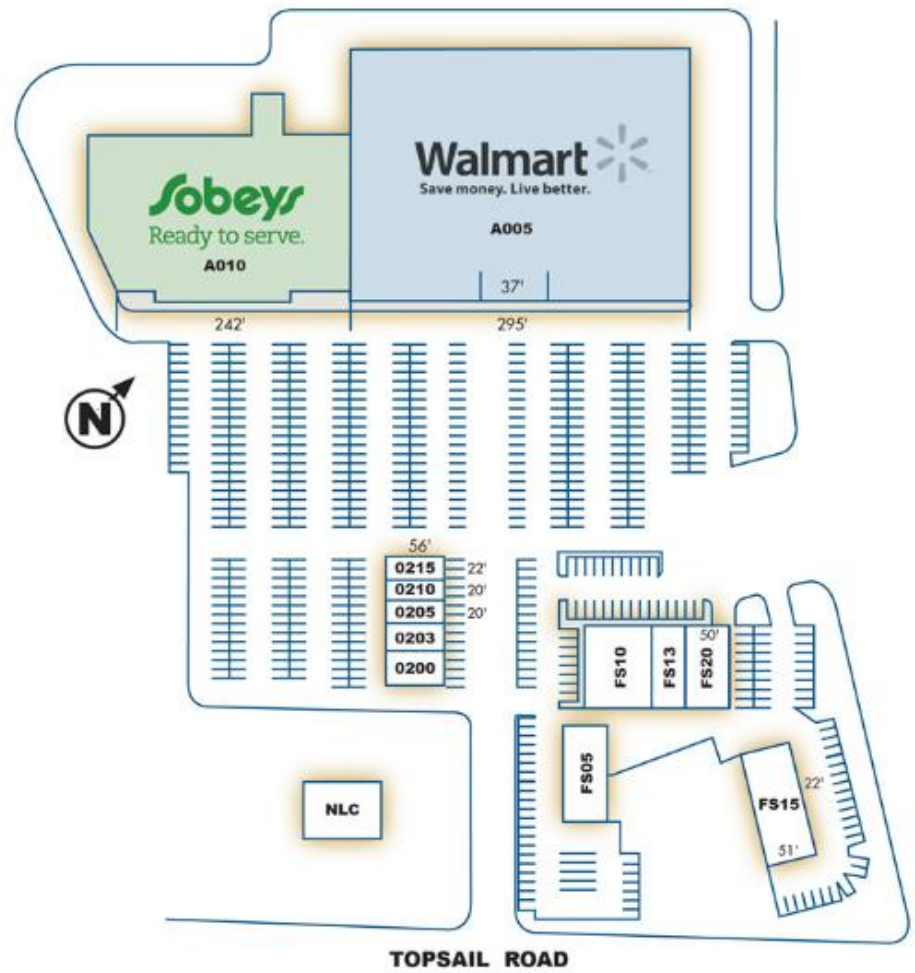 Sobeys
Ready to serve.
A010
Walmart
Save money. Live better.
A005
37'
242'
295'
N
56'
0215
22'
0210
20'
0205
20'
0203
0200
FS10
FS13
50'
FS20
FS05
NLC
FS15
22'
51'
TOPSAIL ROAD